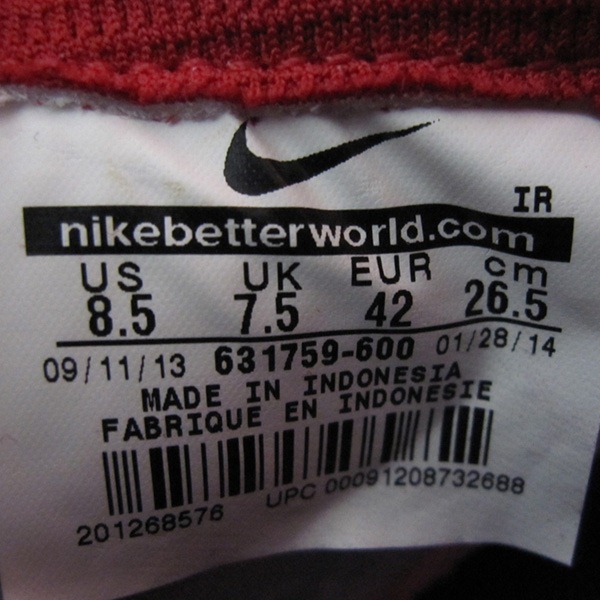 IR
nikebetterworld.com
US UK EUR cm
8.5 7.5 42 26.5
09/11/13 631759-600 01/28/14
MADE IN INDONESIA
FABRIQUE EN INDONESIE
201268576 UPC 00091208732688